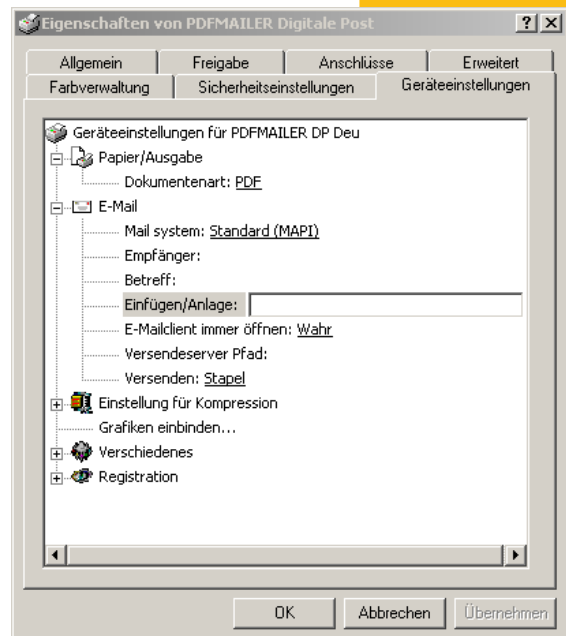 Eigenschaften von PDFMAILER Digitale Post
Allgemein Freigabe Anschlüsse Erweitert
Farbverwaltung Sicherheitseinstellungen Geräteeinstellungen
Geräteeinstellungen für PDFMAILER DP Deu
Papier/Ausgabe
Dokumentenart: PDF
E-Mail
Mail system: Standard (MAPI)
Empfänger:
Betreff:
Einfügen/Anlage:
E-Mailclient immer öffnen: Wahr
Versendeserver Pfad:
Versenden: Stapel
Einstellung für Kompression
Grafiken einbinden...
Verschiedenes
Registration
OK Abbrechen Übernehmen